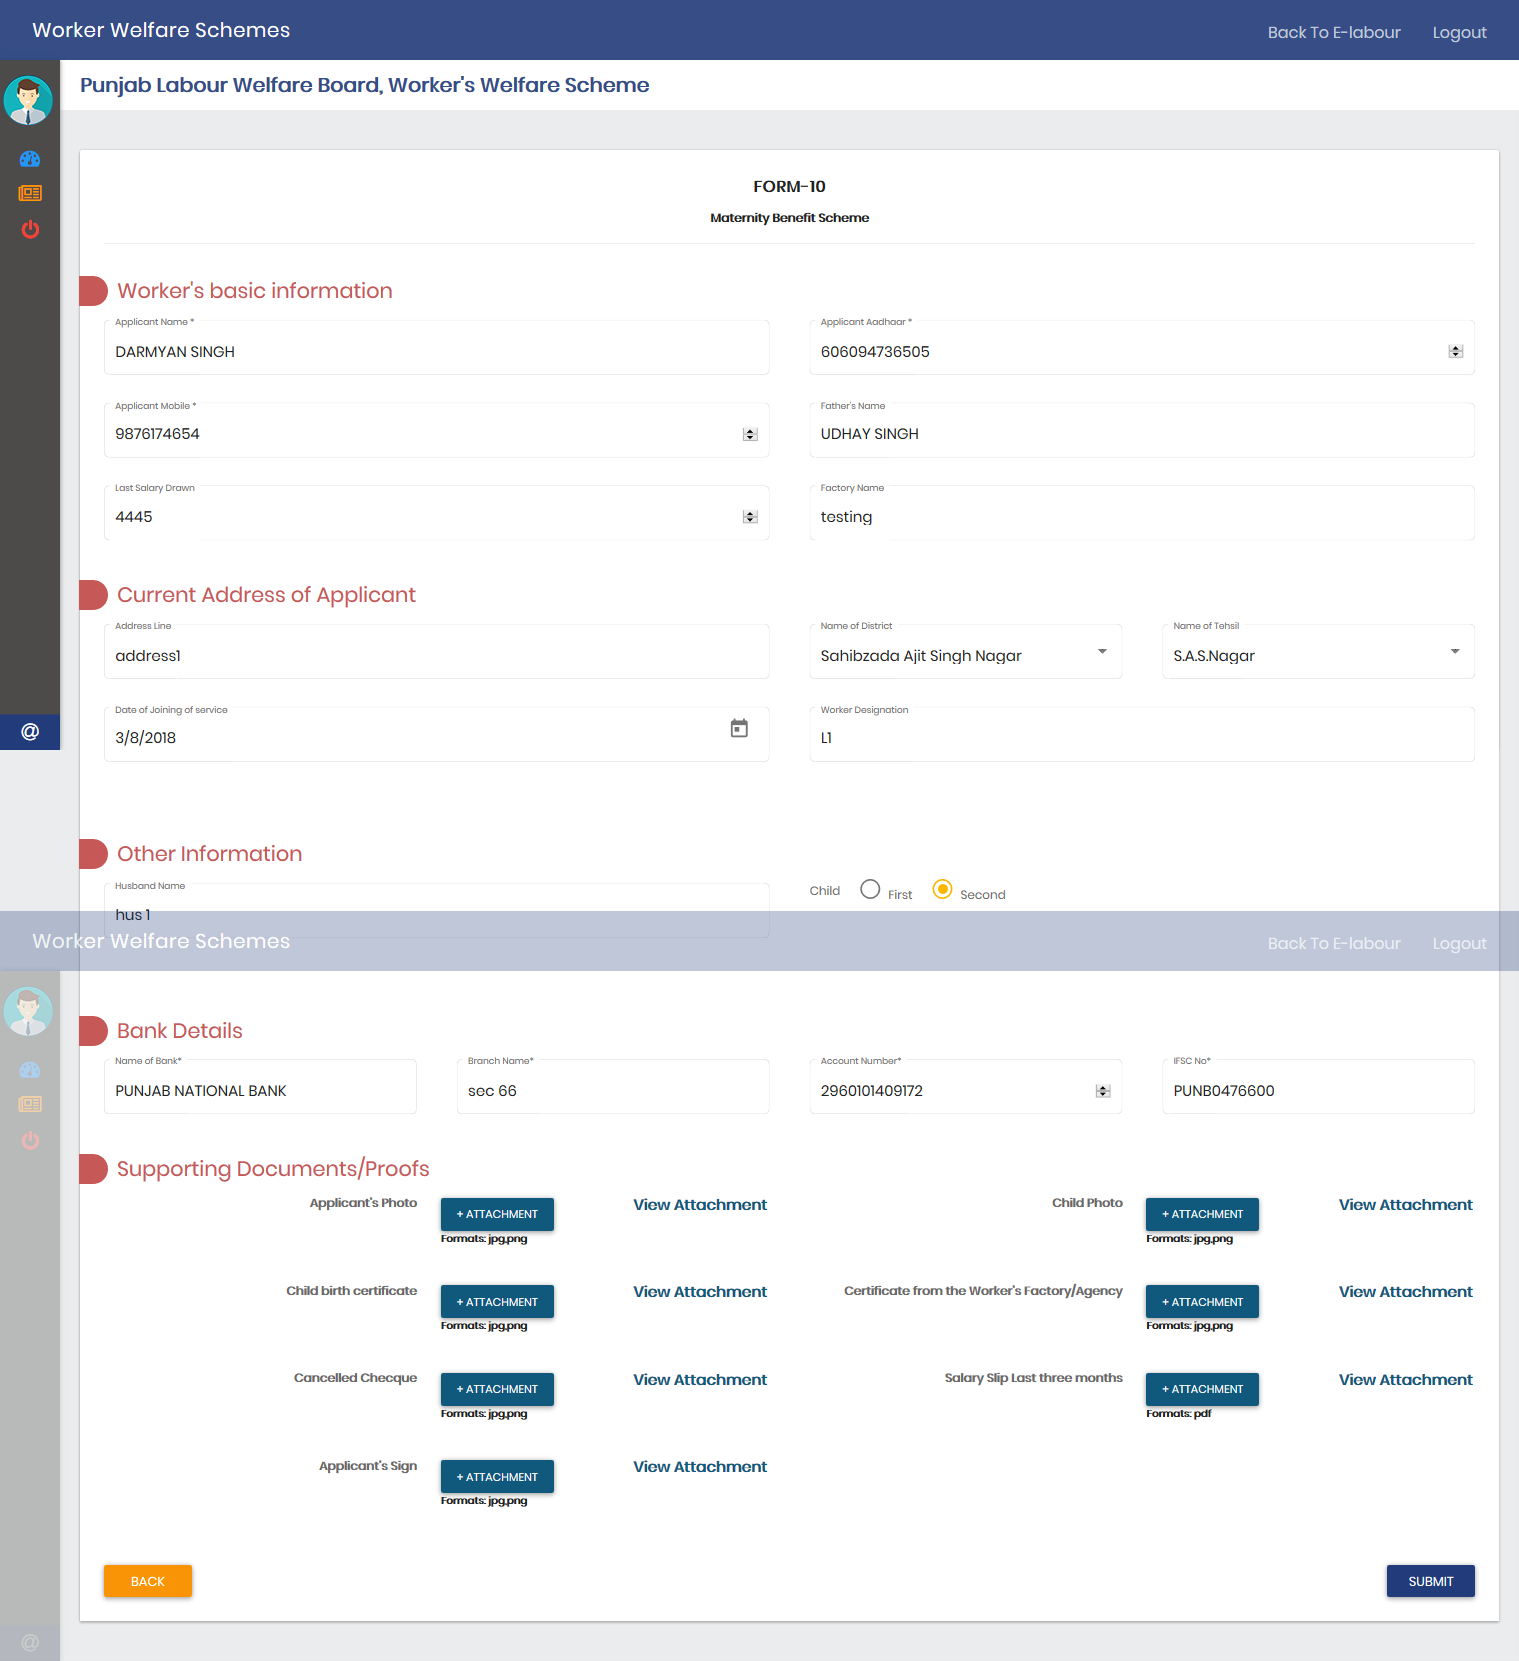 Worker Welfare Schemes
Back To E-labour Logout
Punjab Labour Welfare Board, Worker's Welfare Scheme
FORM-10
Maternity Benefit Scheme
Worker's basic information
Applicant Name * Applicant Aadhaar *
DARMYAN SINGH 606094736505
Applicant Mobile * Father's Name
9876174654 UDHAY SINGH
Last Salary Drawn Factory Name
4445 testing
Current Address of Applicant
Address Line Name of District Name of Tehsil
address1 Sahibzada Ajit Singh Nagar S.A.S.Nagar
Date of Joining of service Worker Designation
3/8/2018 L1
@
Other Information
Husband Name Child First Second
hus 1
Worker Welfare Schemes
Back To E-labour Logout
Bank Details
Name of Bank* Branch Name* Account Number* IFSC No*
PUNJAB NATIONAL BANK sec 66 2960101409172 PUNB0476600
Supporting Documents/Proofs
Applicant's Photo + ATTACHMENT View Attachment Child Photo + ATTACHMENT View Attachment
Formats: jpg,png Formats: jpg,png
Child birth certificate + ATTACHMENT View Attachment Certificate from the Worker's Factory/Agency + ATTACHMENT View Attachment
Formats: jpg,png Formats: jpg,png
Cancelled Checque + ATTACHMENT View Attachment Salary Slip Last three months + ATTACHMENT View Attachment
Formats: jpg,png Formats: pdf
Applicant's Sign + ATTACHMENT View Attachment
Formats: jpg,png
BACK SUBMIT
@